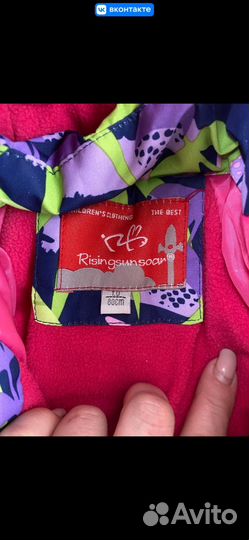 вконтакте
CHILDREN'S CLOTHING THE BEST
Risingsunsoar
80CM
Avito